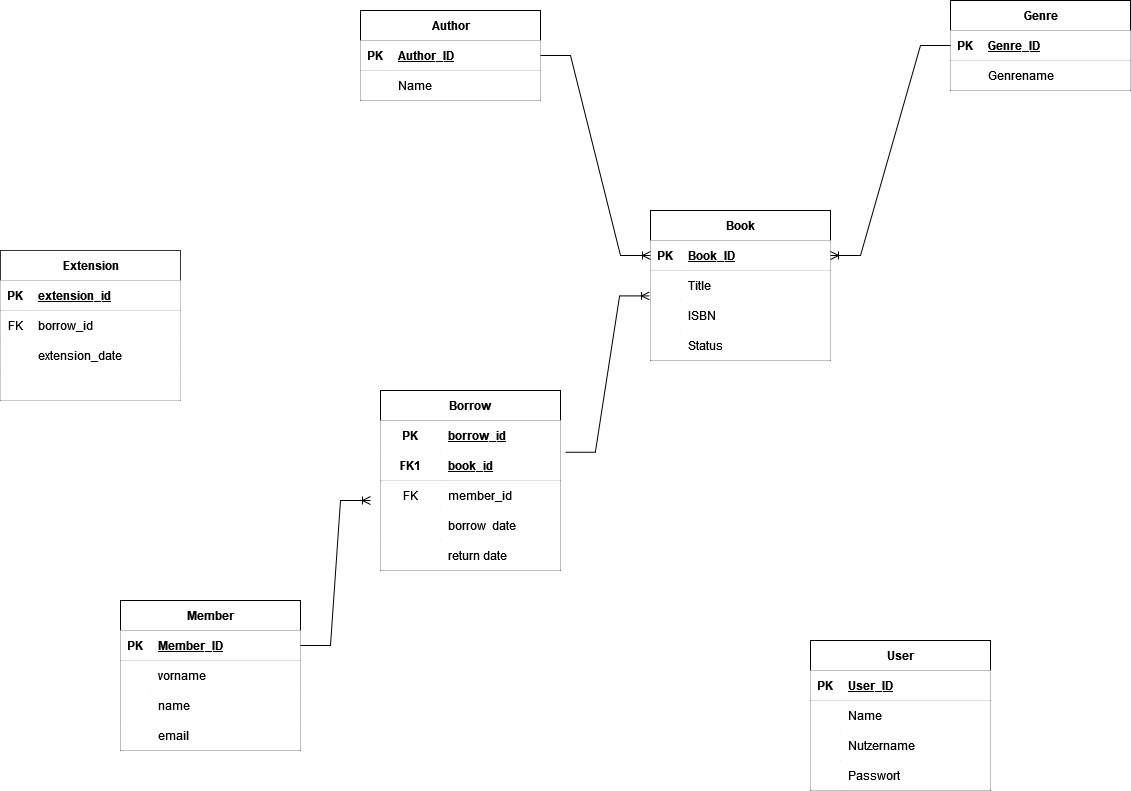 Author
PK Author_ID
Name
Genre
PK Genre_ID
Genrename
Book
PK Book_ID
Title
ISBN
Status
Extension
PK extension_id
FK borrow_id
extension_date
Borrow
PK borrow_id
FK1 book_id
FK member_id
borrow_date
return date
Member
PK Member_ID
vorname
name
email
User
PK User_ID
Name
Nutzername
Passwort